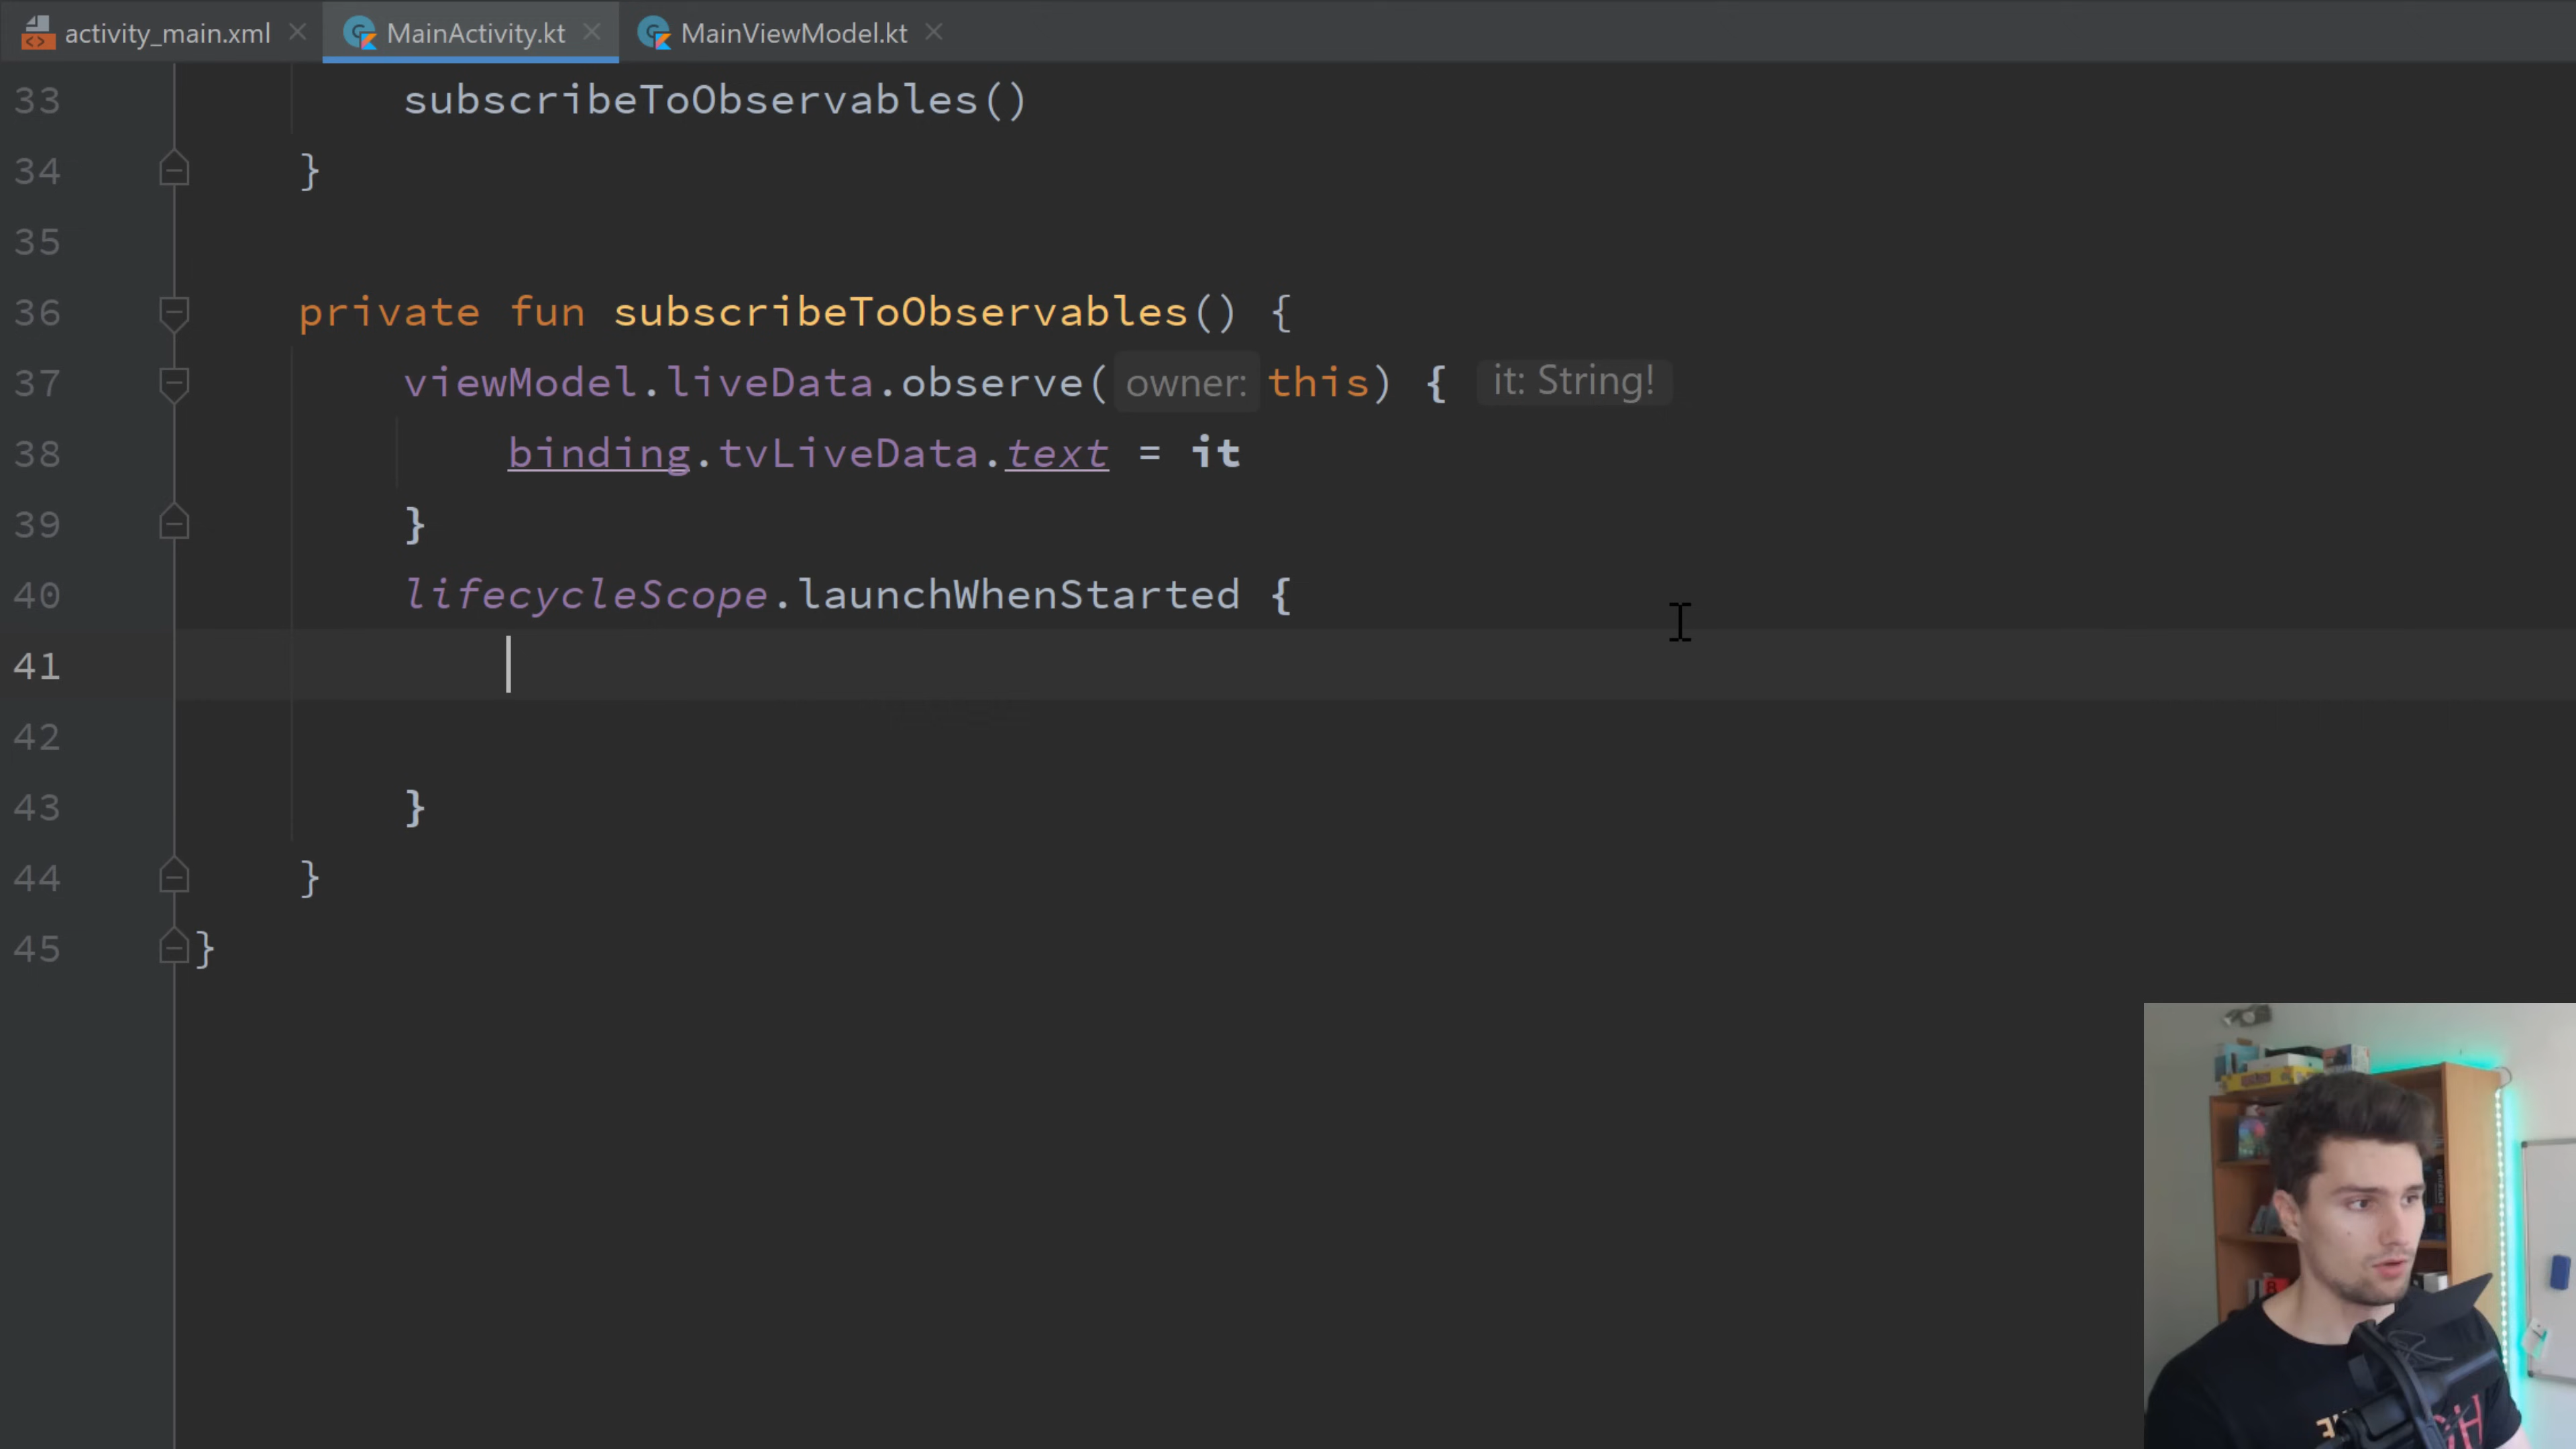 activity_main.xml MainActivity.kt MainViewModel.kt
33 subscribeToObservables()
34 }
35
36 private fun subscribeToObservables() {
37 viewModel.liveData.observe( owner: this) { it: String!
38 binding.tvLiveData.text = it
39 }
40 lifecycleScope.launchWhenStarted {
41
42
43 }
44 }
45 }